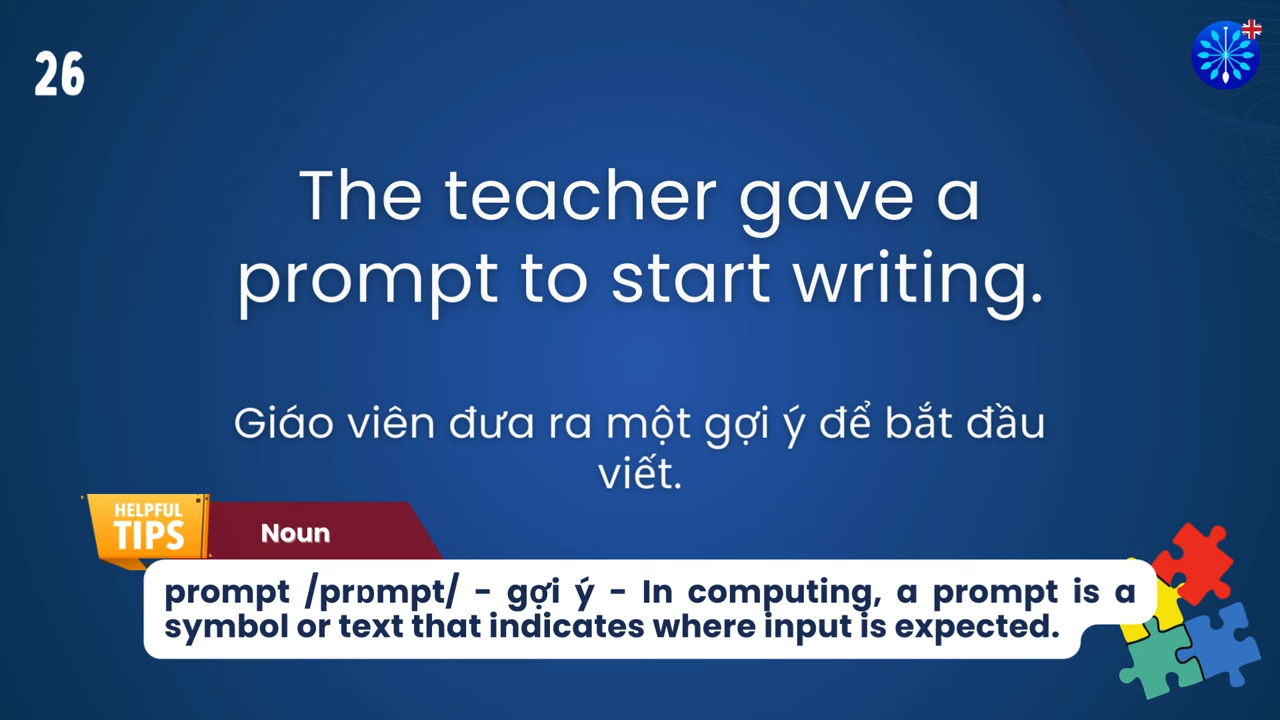 26
The teacher gave a
prompt to start writing.
Giáo viên đưa ra một gợi ý để bắt đầu
viết.
HELPFUL
TIPS
Noun
prompt /prɒmpt/ - gợi ý - In computing, a prompt is a
symbol or text that indicates where input is expected.